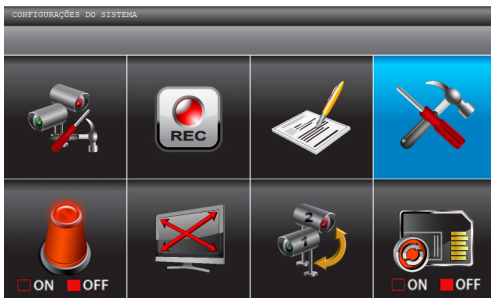 CONFIGURAÇÕES DO SISTEMA
REC
2
1
ON OFF
ON OFF